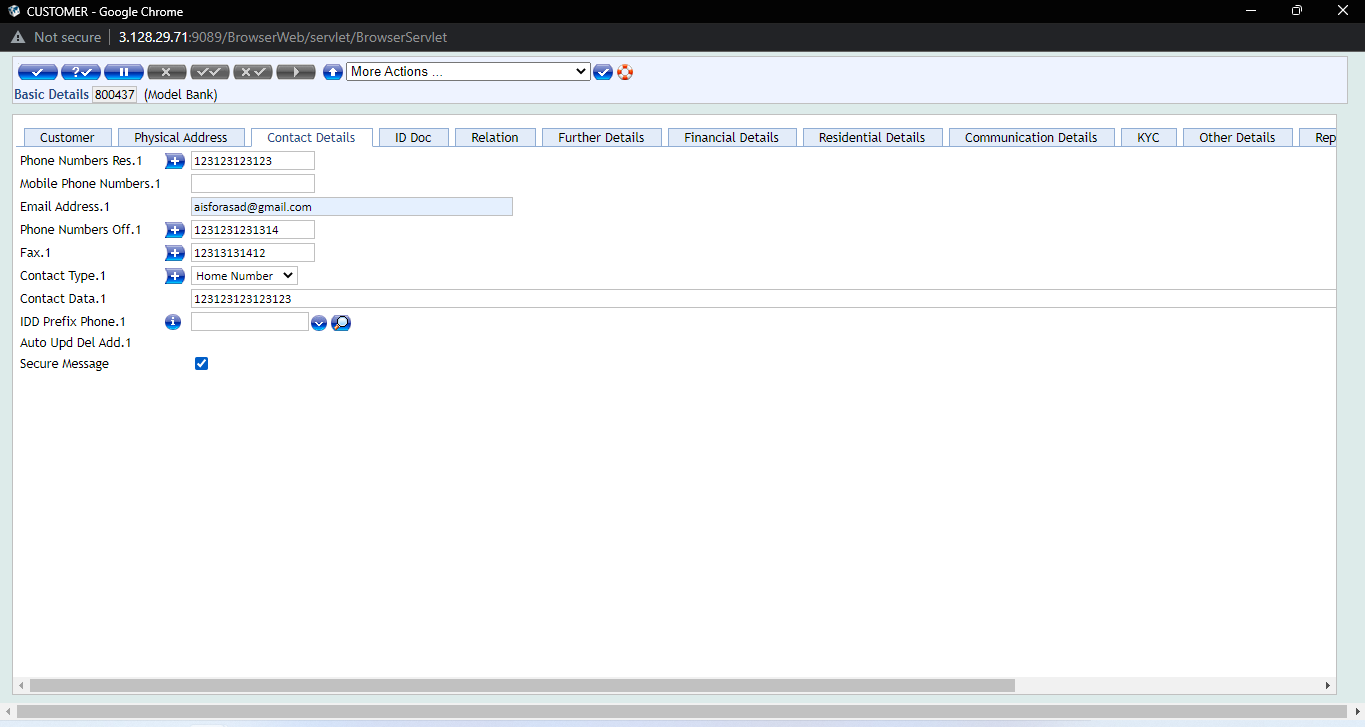 CUSTOMER - Google Chrome
Not secure 3.128.29.71:9089/BrowserWeb/servlet/BrowserServlet
More Actions ...
Basic Details 800437 (Model Bank)
Customer Physical Address Contact Details ID Doc Relation Further Details Financial Details Residential Details Communication Details KYC Other Details Rep
Phone Numbers Res.1 123123123123
Mobile Phone Numbers.1
Email Address.1 aisforasad@gmail.com
Phone Numbers Off.1 1231231231314
Fax.1 12313131412
Contact Type.1 Home Number
Contact Data.1 123123123123123
IDD Prefix Phone.1
Auto Upd Del Add.1
Secure Message